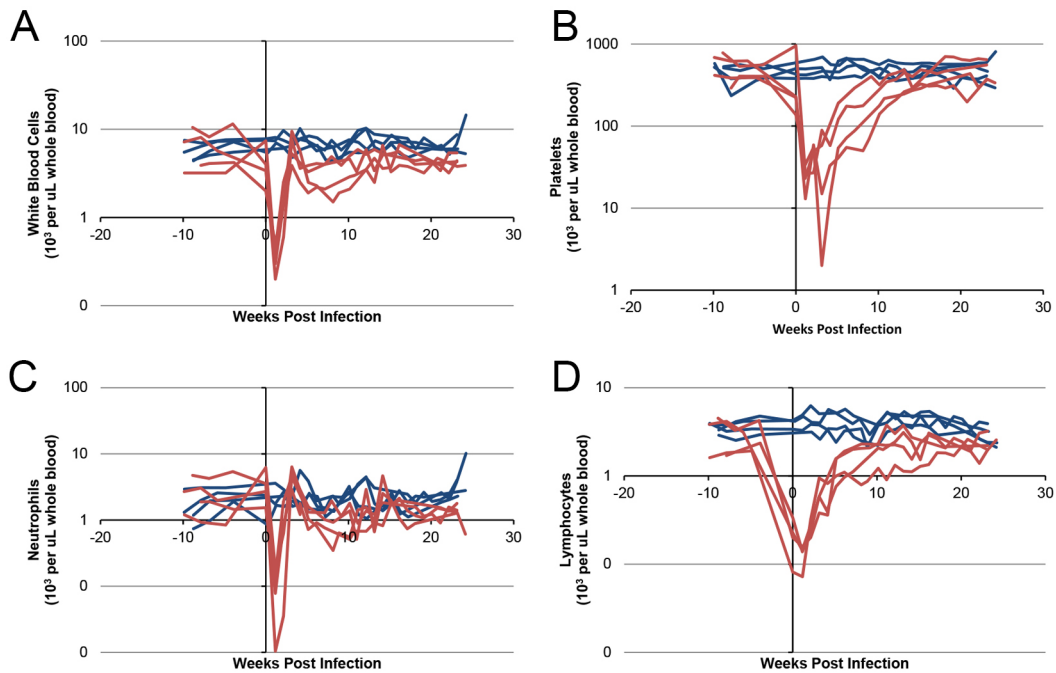 A
White Blood Cells
(10³ per uL whole blood)
100
10
1
0
-20 -10 0 10 20 30
Weeks Post Infection
B
Platelets
(10³ per uL whole blood)
1000
100
10
1
-20 -10 0 10 20 30
Weeks Post Infection
C
Neutrophils
(10³ per uL whole blood)
100
10
1
-20 -10 0 10 20 30
0
0
Weeks Post Infection
D
Lymphocytes
(10³ per uL whole blood)
10
1
-20 -10 0 10 20 30
0
0
Weeks Post Infection